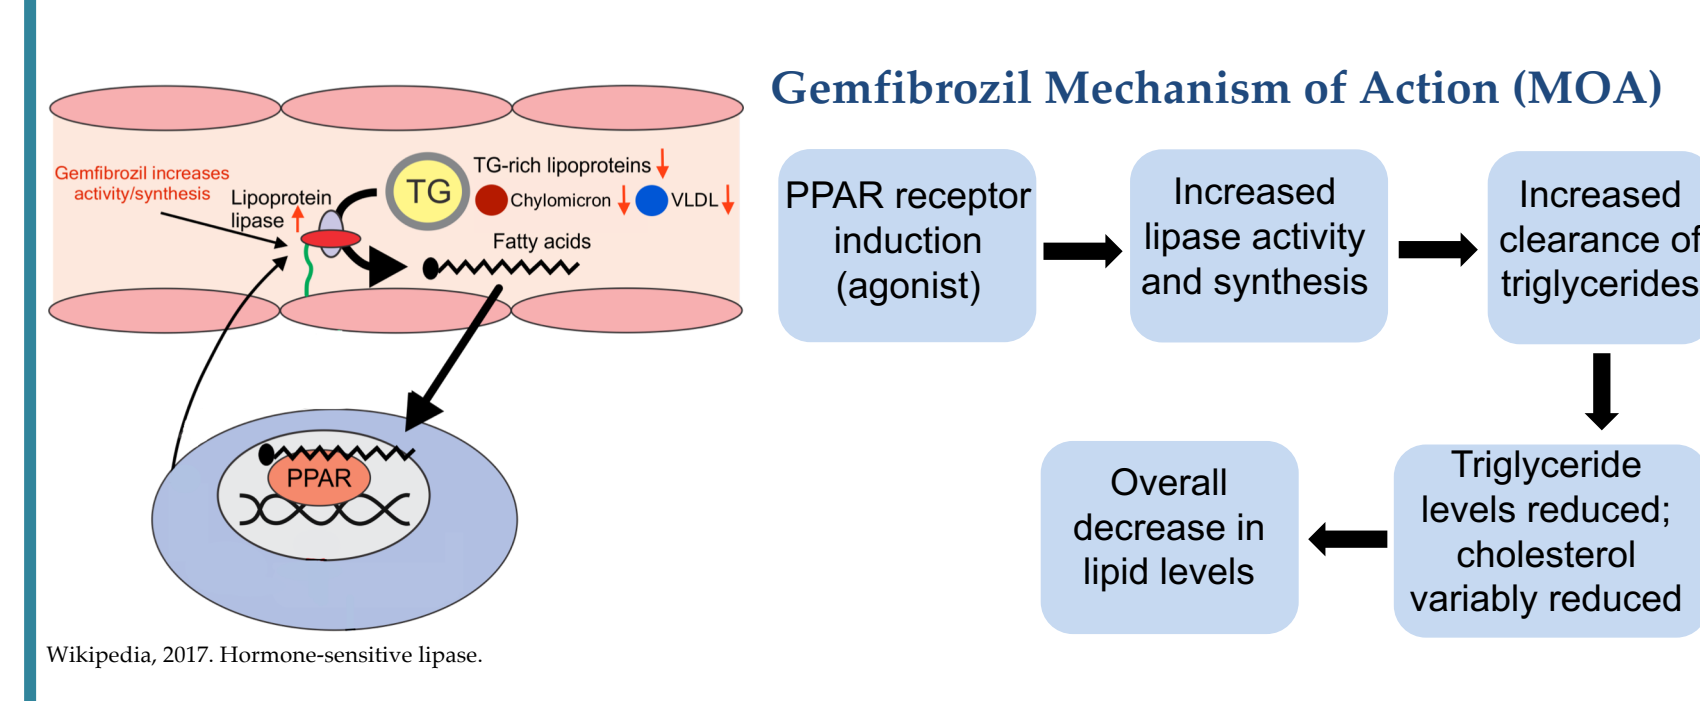 Gemfibrozil Mechanism of Action (MOA)
Gemfibrozil increases
activity/synthesis
Lipoprotein
lipase
TG
TG-rich lipoproteins
Chylomicron
VLDL
Fatty acids
PPAR
Wikipedia, 2017. Hormone-sensitive lipase.
PPAR receptor
induction
(agonist)
Increased
lipase activity
and synthesis
Increased
clearance of
triglycerides
Triglyceride
levels reduced;
cholesterol
variably reduced
Overall
decrease in
lipid levels